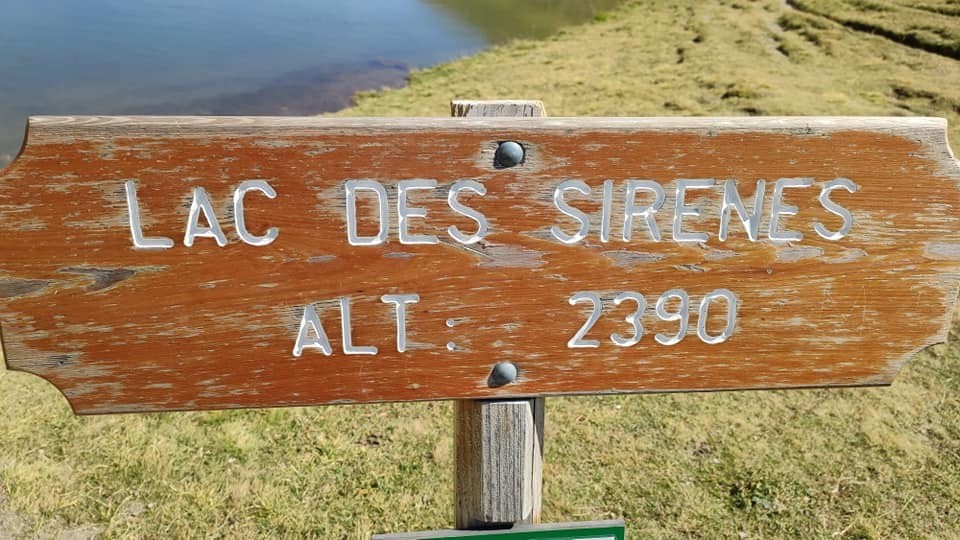 LAC DES SIRENES
ALT : 2390